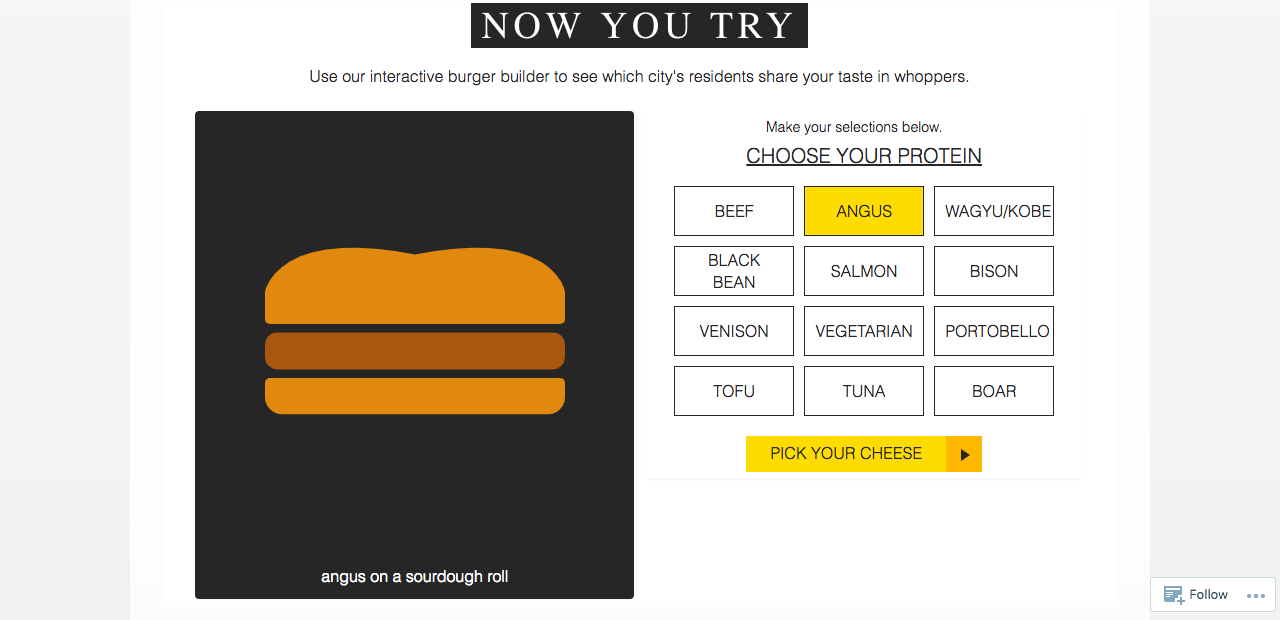 NOW YOU TRY
Use our interactive burger builder to see which city's residents share your taste in whoppers.
Make your selections below.
CHOOSE YOUR PROTEIN
BEEF
ANGUS
WAGYU/KOBE
BLACK
BEAN
SALMON
BISON
VENISON
VEGETARIAN
PORTOBELLO
TOFU
TUNA
BOAR
PICK YOUR CHEESE
angus on a sourdough roll
Follow